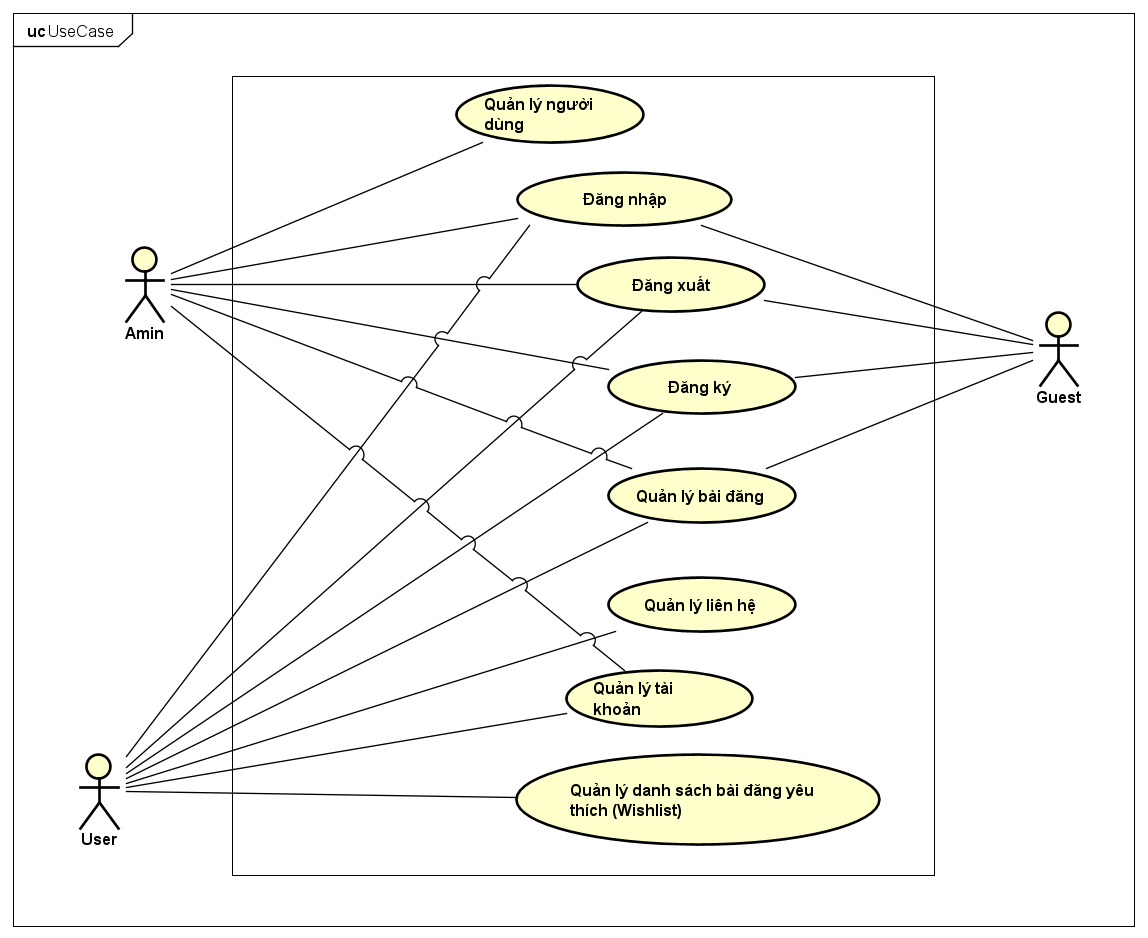 uc UseCase
Quản lý người
dùng
Đăng nhập
Đăng xuất
Amin
Đăng ký
Guest
Quản lý bài đăng
Quản lý liên hệ
Quản lý tài
khoản
User
Quản lý danh sách bài đăng yêu
thích (Wishlist)